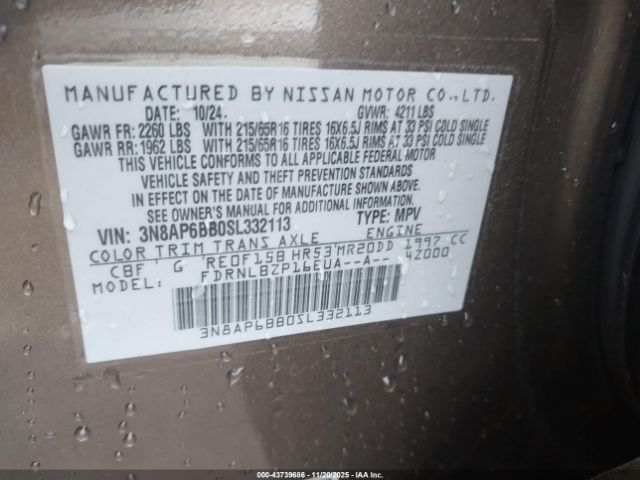 MANUFACTURED BY NISSAN MOTOR CO., LTD.
DATE: 10/24. GVWR: 4211 LBS
GAWR FR: 2260 LBS WITH 215/65R16 TIRES 16X6.5J RIMS AT 33 PSI COLD SINGLE
GAWR RR: 1962 LBS WITH 215/65R16 TIRES 16X6.5J RIMS AT 33 PSI COLD SINGLE
THIS VEHICLE CONFORMS TO ALL APPLICABLE FEDERAL MOTOR
VEHICLE SAFETY AND THEFT PREVENTION STANDARDS
IN EFFECT ON THE DATE OF MANUFACTURE SHOWN ABOVE.
SEE OWNER'S MANUAL FOR ADDITIONAL INFORMATION
VIN: 3N8AP6BB0SL332113 TYPE: MPV
COLOR TRIM TRANS AXLE ENGINE
CBF G RE0F15B HR53 MR20DD 1997 CC
MODEL FDRNLBZP16EUA--A-- 42000
3N8AP6BB0SL332113
000-43739686 - 11/20/2025 - IAA, Inc.